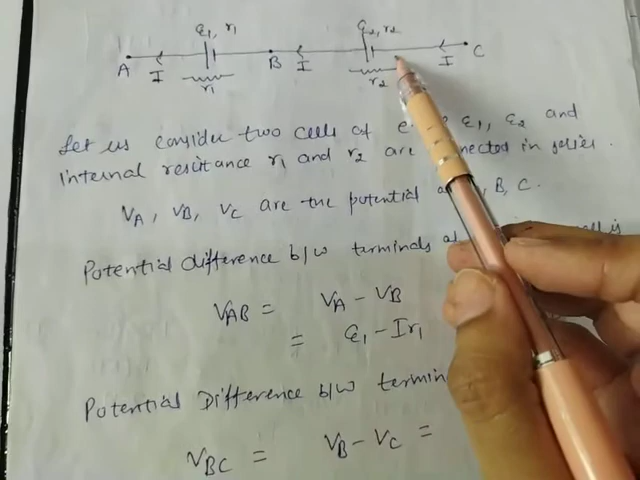 ε1, r1 ε2, r2
A I r1 B I r2 I C
Let us consider two cells of ε1, ε2 and
internal resistance r1 and r2 are in series.
VA, VB, VC are the potential B, C.
Potential difference b/w terminals
VAB = VA - VB
= ε1 - Ir1
Potential Difference b/w
VBC = VB - VC =